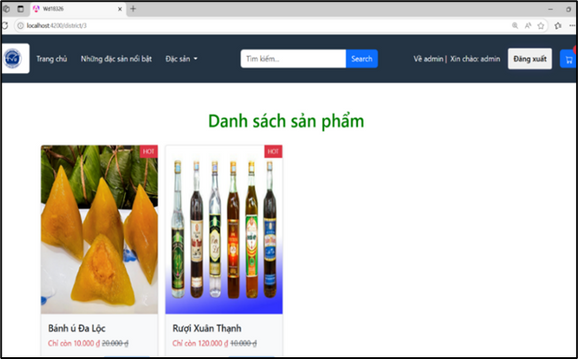 Wd18326
localhost:4200/district/3
Trang chủ
Những đặc sản nổi bật
Đặc sản
Tìm kiếm...
Search
Về admin | Xin chào: admin
Đăng xuất
Danh sách sản phẩm
HOT
HOT
Bánh ú Đa Lộc
Chỉ còn 10.000 ₫ 20.000 ₫
Rượi Xuân Thạnh
Chỉ còn 120.000 ₫ 10.000 ₫